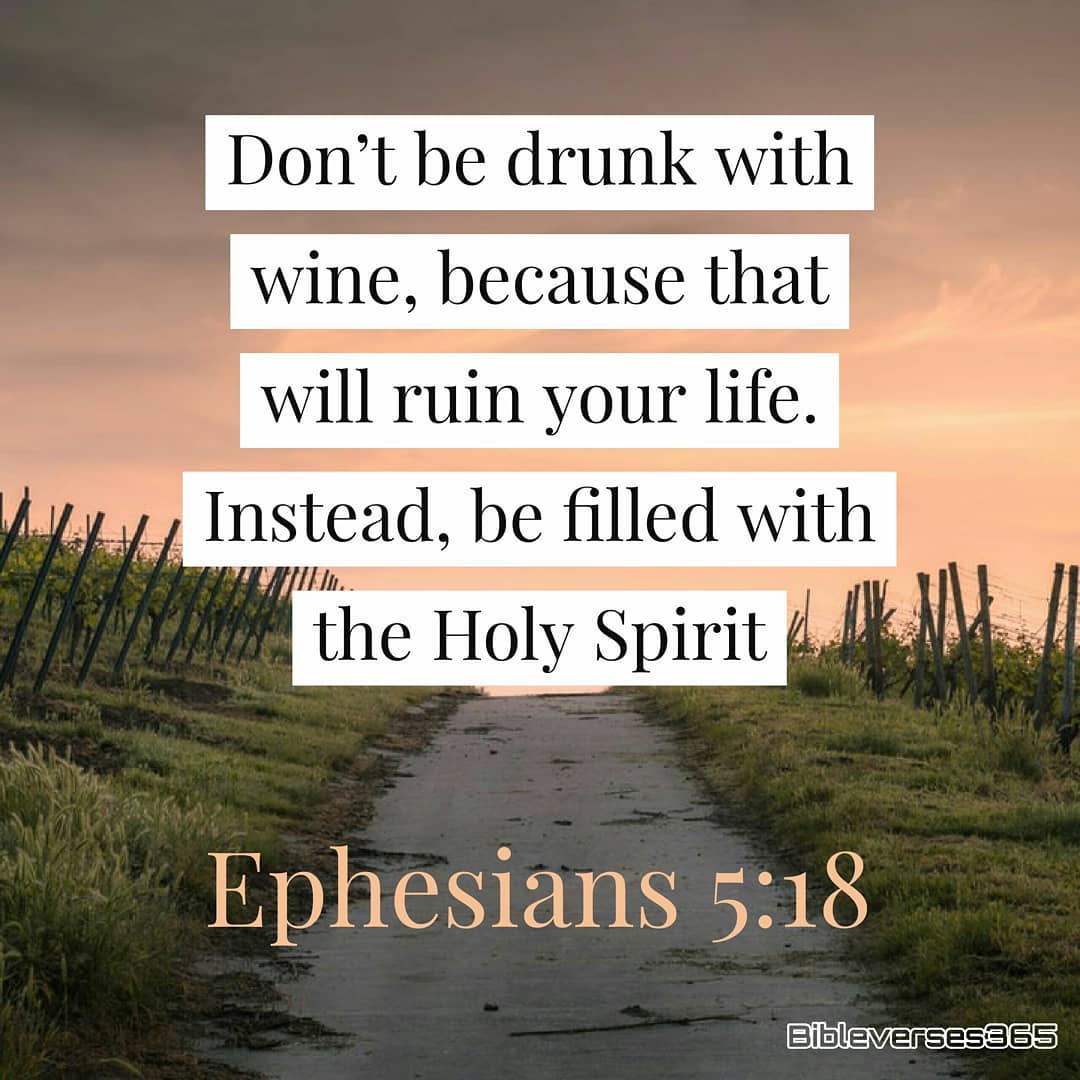 Don’t be drunk with
wine, because that
will ruin your life.
Instead, be filled with
the Holy Spirit
Ephesians 5:18
Bibleverses365